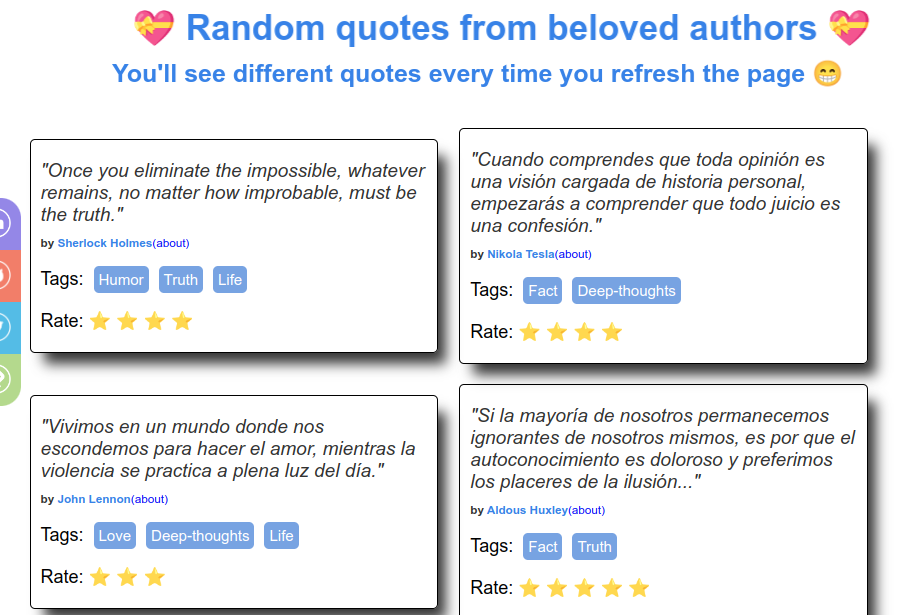 💝 Random quotes from beloved authors 💝
You'll see different quotes every time you refresh the page 😁
"Once you eliminate the impossible, whatever
remains, no matter how improbable, must be
the truth."
by Sherlock Holmes(about)
Tags: Humor Truth Life
Rate: ⭐ ⭐ ⭐ ⭐
"Cuando comprendes que toda opinión es
una visión cargada de historia personal,
empezarás a comprender que todo juicio es
una confesión."
by Nikola Tesla(about)
Tags: Fact Deep-thoughts
Rate: ⭐ ⭐ ⭐ ⭐
"Vivimos en un mundo donde nos
escondemos para hacer el amor, mientras la
violencia se practica a plena luz del día."
by John Lennon(about)
Tags: Love Deep-thoughts Life
Rate: ⭐ ⭐ ⭐
"Si la mayoría de nosotros permanecemos
ignorantes de nosotros mismos, es por que el
autoconocimiento es doloroso y preferimos
los placeres de la ilusión..."
by Aldous Huxley(about)
Tags: Fact Truth
Rate: ⭐ ⭐ ⭐ ⭐ ⭐